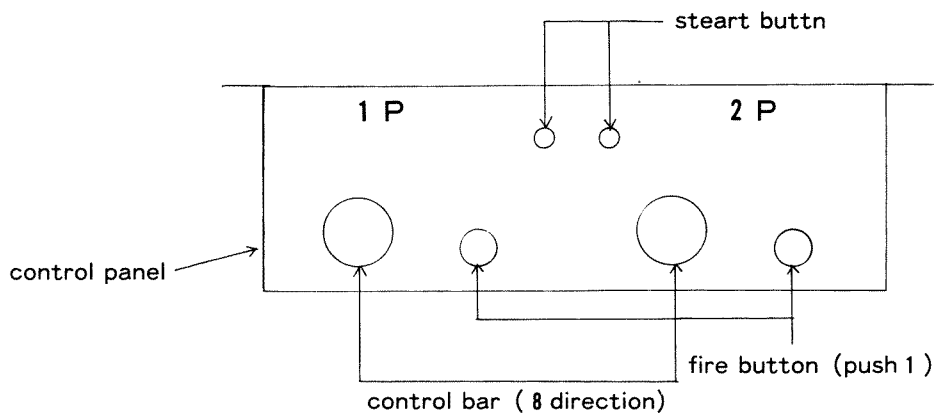 steart buttn
1 P
2 P
control panel
fire button (push 1)
control bar ( 8 direction)